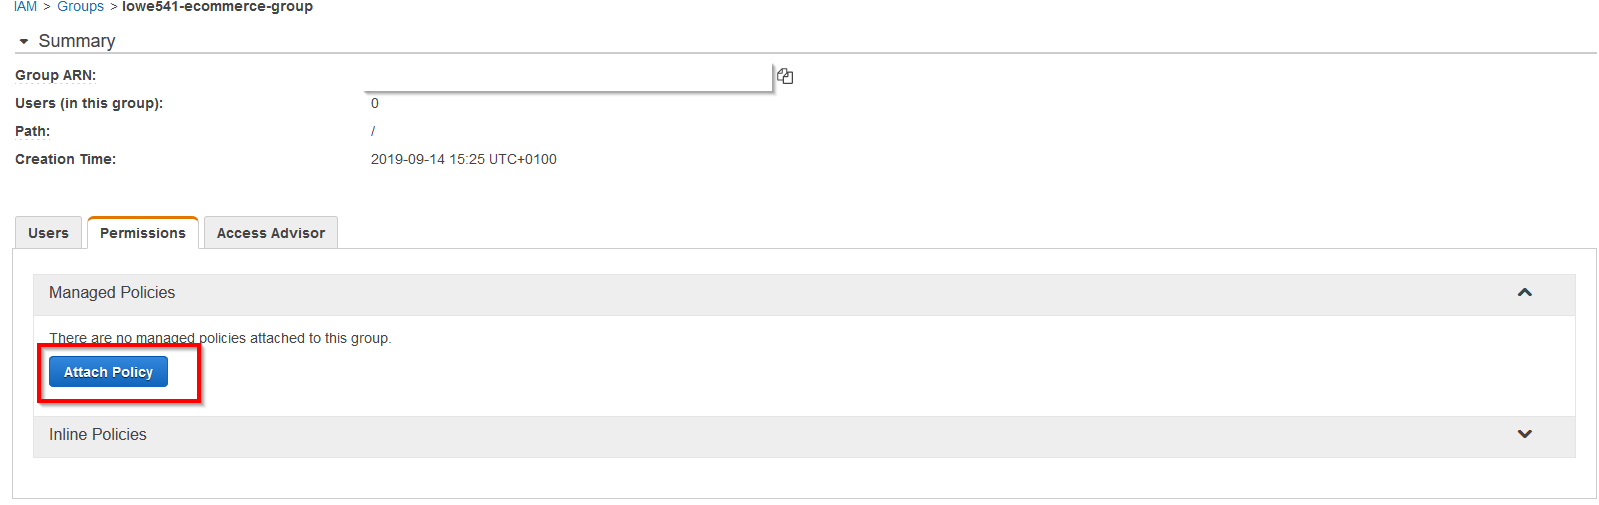 IAM > Groups > lowe541-ecommerce-group
Summary
Group ARN:
Users (in this group): 0
Path: /
Creation Time: 2019-09-14 15:25 UTC+0100
Users Permissions Access Advisor
Managed Policies
There are no managed policies attached to this group.
Attach Policy
Inline Policies